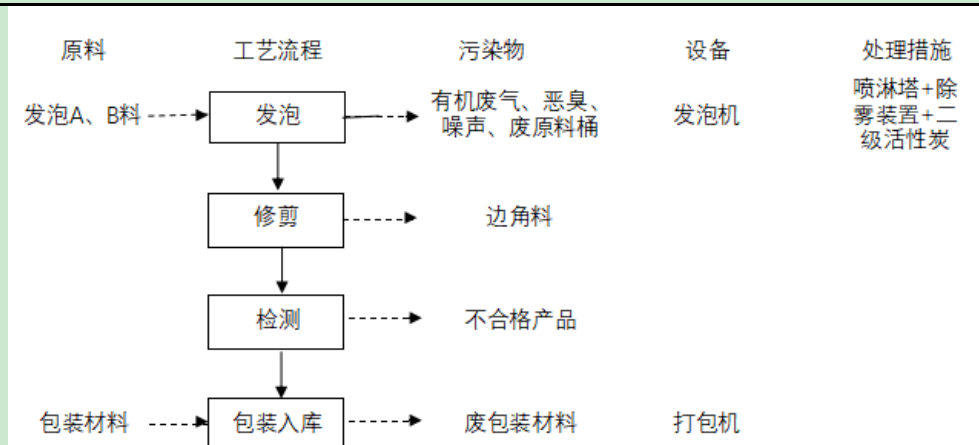 原料 工艺流程 污染物 设备 处理措施
发泡A、B料 发泡 有机废气、恶臭、
噪声、废原料桶 发泡机 喷淋塔+除
雾装置+二
级活性炭
修剪 边角料
检测 不合格产品
包装材料 包装入库 废包装材料 打包机